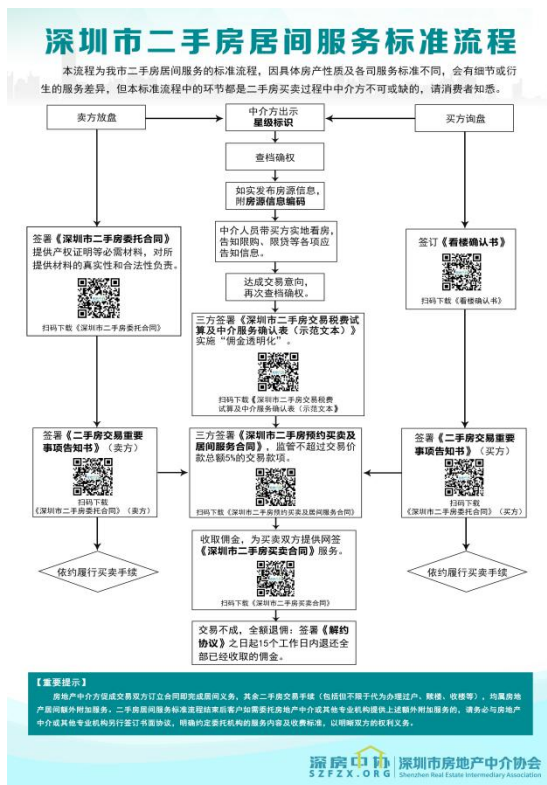 深圳市二手房居间服务标准流程
本流程为我市二手房居间服务的标准流程，因具体房产性质及各司服务标准不同，会有细节或衍
生的服务差异，但本标准流程中的环节都是二手房买卖过程中中介方不可或缺的，请消费者知悉。
卖方放盘
中介方出示
星级标识
买方询盘
查档确权
如实发布房源信息，
附房源信息编码
中介人员带买方实地看房，
告知限购、限贷等各项应
告知信息。
签署《深圳市二手房委托合同》
提供产权证明等必需材料，对所
提供材料的真实性和合法性负责。
扫码下载《深圳市二手房委托合同》
签订《看楼确认书》
扫码下载《看楼确认书》
达成交易意向，
再次查档确权。
三方签署《深圳市二手房交易税费试
算及中介服务确认表（示范文本）》
实施“佣金透明化”。
扫码下载《深圳市二手房交易税费
试算及中介服务确认表（示范文本》
签署《二手房交易重要
事项告知书》（卖方）
扫码下载
《深圳市二手房委托合同》（卖方）
三方签署《深圳市二手房预约买卖及
居间服务合同》，监管不超过交易价
款总额5%的交易款项。
扫码下载《深圳市二手房预约买卖及居间服务合同》
签署《二手房交易重要
事项告知书》（买方）
扫码下载
《深圳市二手房委托合同》（买方）
依约履行买卖手续
收取佣金，为买卖双方提供网签
《深圳市二手房买卖合同》服务。
扫码下载《深圳市二手房买卖合同》
依约履行买卖手续
交易不成，全额退佣：签署《解约
协议》之日起15个工作日内退还全
部已经收取的佣金。
【重要提示】
房地产中介方促成交易双方订立合同即完成居间义务，其余二手房交易手续（包括但不限于代为办理过户、赎楼、收楼等），均属房地
产居间额外附加服务。二手房居间服务标准流程结束后客户如需委托房地产中介或其他专业机构提供上述额外附加服务的，请务必与房地产
中介或其他专业机构另行签订书面协议，明确约定委托机构的服务内容及收费标准，以明晰双方的权利义务。
深房中协
SZFZX.ORG
深圳市房地产中介协会
Shenzhen Real Estate Intermediary Association